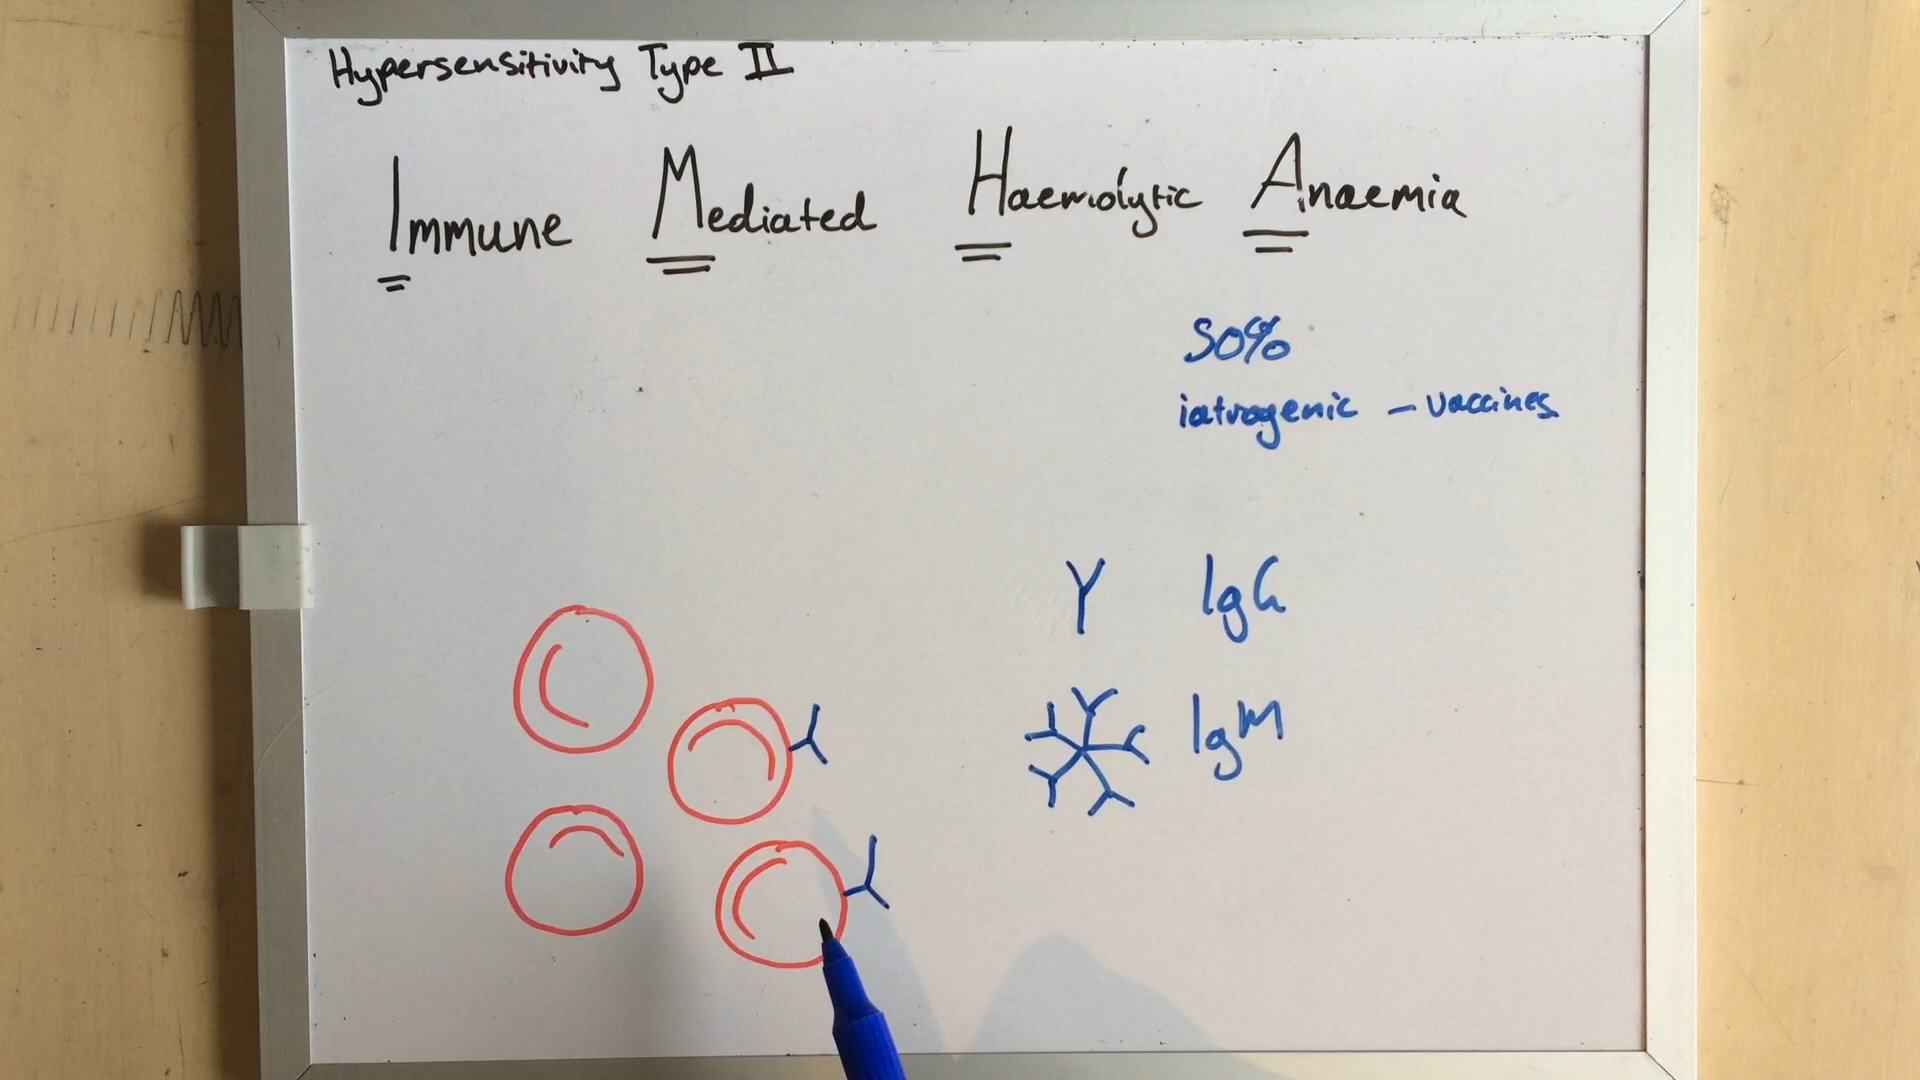 Hypersensitivity Type II
Immune Mediated Haemolytic Anaemia
50%
iatrogenic - vaccines
IgG
IgM